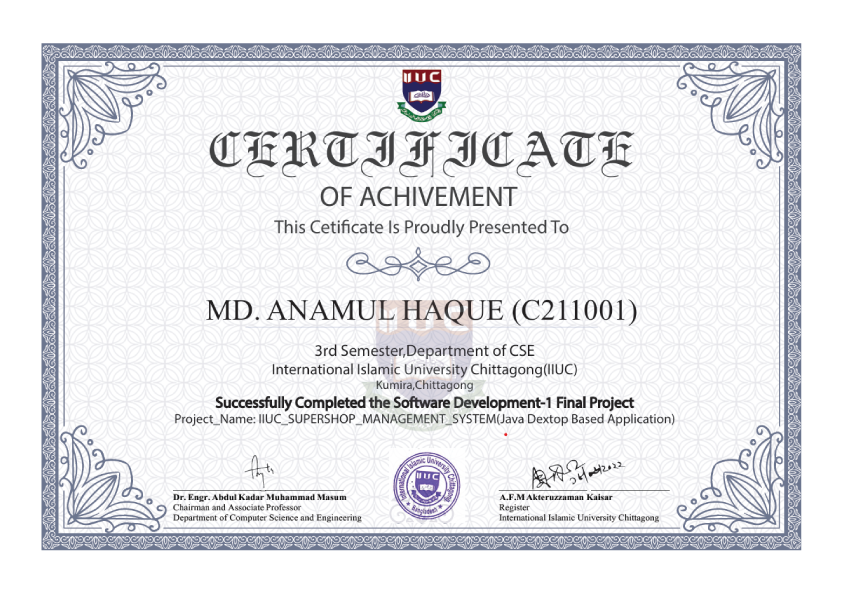 IIUC
CERTIFICATE
OF ACHIVEMENT
This Cetificate Is Proudly Presented To
MD. ANAMUL HAQUE (C211001)
3rd Semester,Department of CSE
International Islamic University Chittagong(IIUC)
Kumira,Chittagong
Successfully Completed the Software Development-1 Final Project
Project_Name: IIUC_SUPERSHOP_MANAGEMENT_SYSTEM(Java Dextop Based Application)
Dr. Engr. Abdul Kadar Muhammad Masum
Chairman and Associate Professor
Department of Computer Science and Engineering
International Islamic University Chittagong
IIUC
Bangladesh
A.F.M Akteruzzaman Kaisar
Register
International Islamic University Chittagong